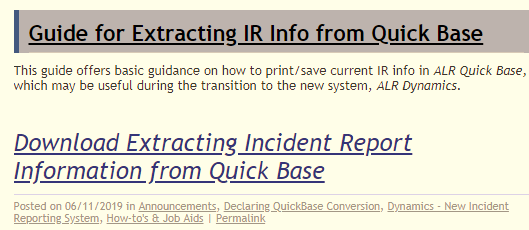 Guide for Extracting IR Info from Quick Base
This guide offers basic guidance on how to print/save current IR info in ALR Quick Base,
which may be useful during the transition to the new system, ALR Dynamics.
Download Extracting Incident Report
Information from Quick Base
Posted on 06/11/2019 in Announcements, Declaring QuickBase Conversion, Dynamics - New Incident
Reporting System, How-to's & Job Aids | Permalink